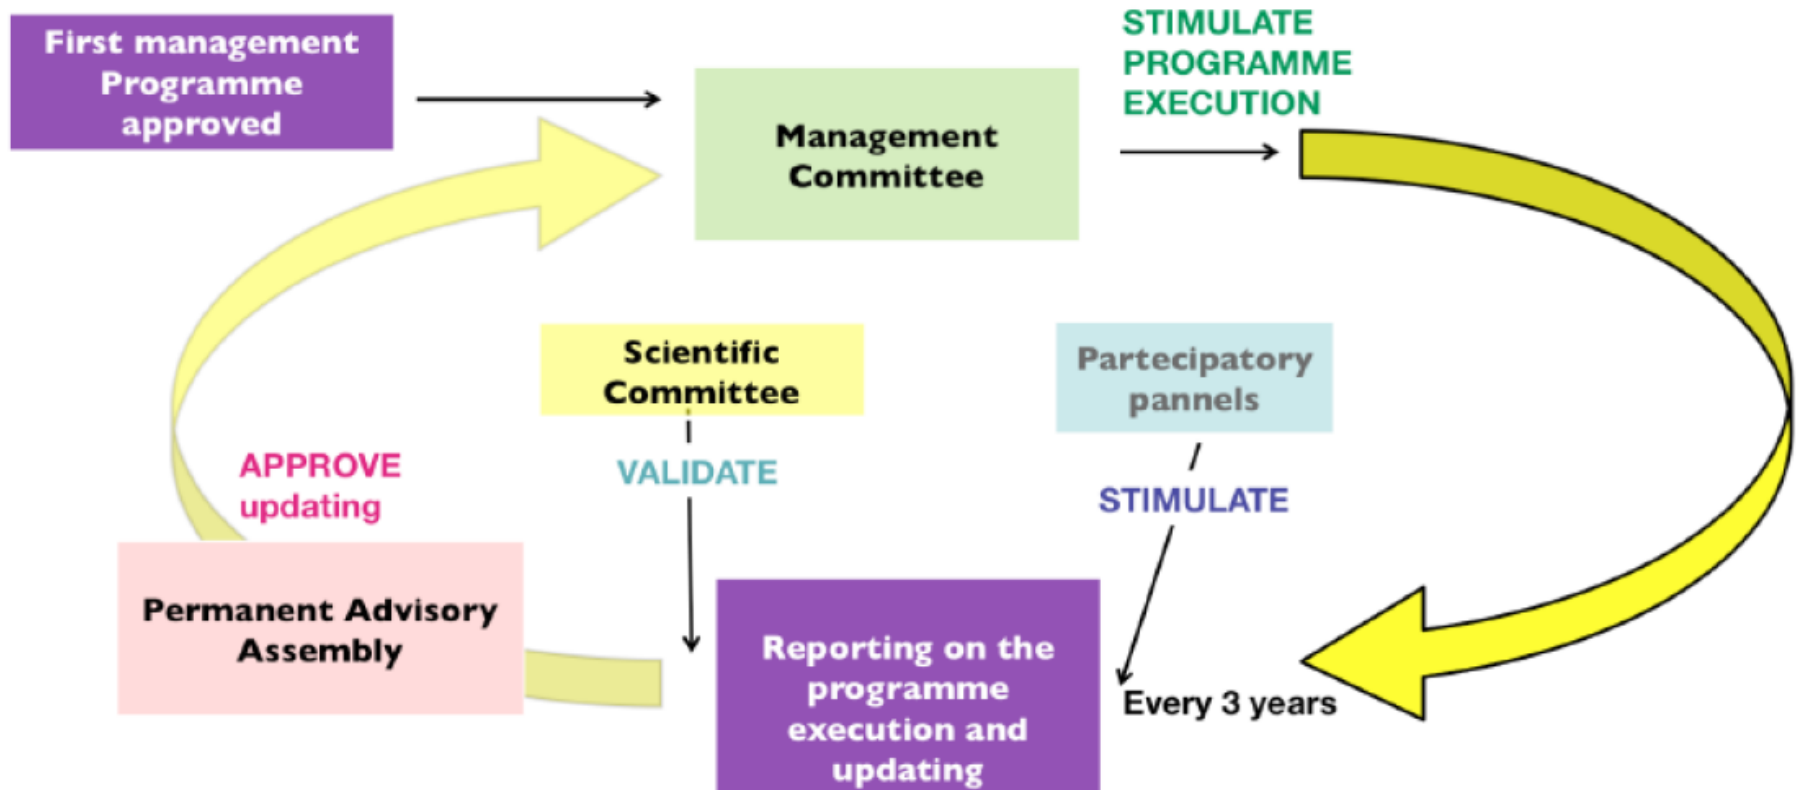 First management
Programme
approved
Management
Committee
STIMULATE
PROGRAMME
EXECUTION
Scientific
Committee
Partecipatory
pannels
APPROVE
updating
VALIDATE
STIMULATE
Permanent Advisory
Assembly
Reporting on the
programme
execution and
updating
Every 3 years